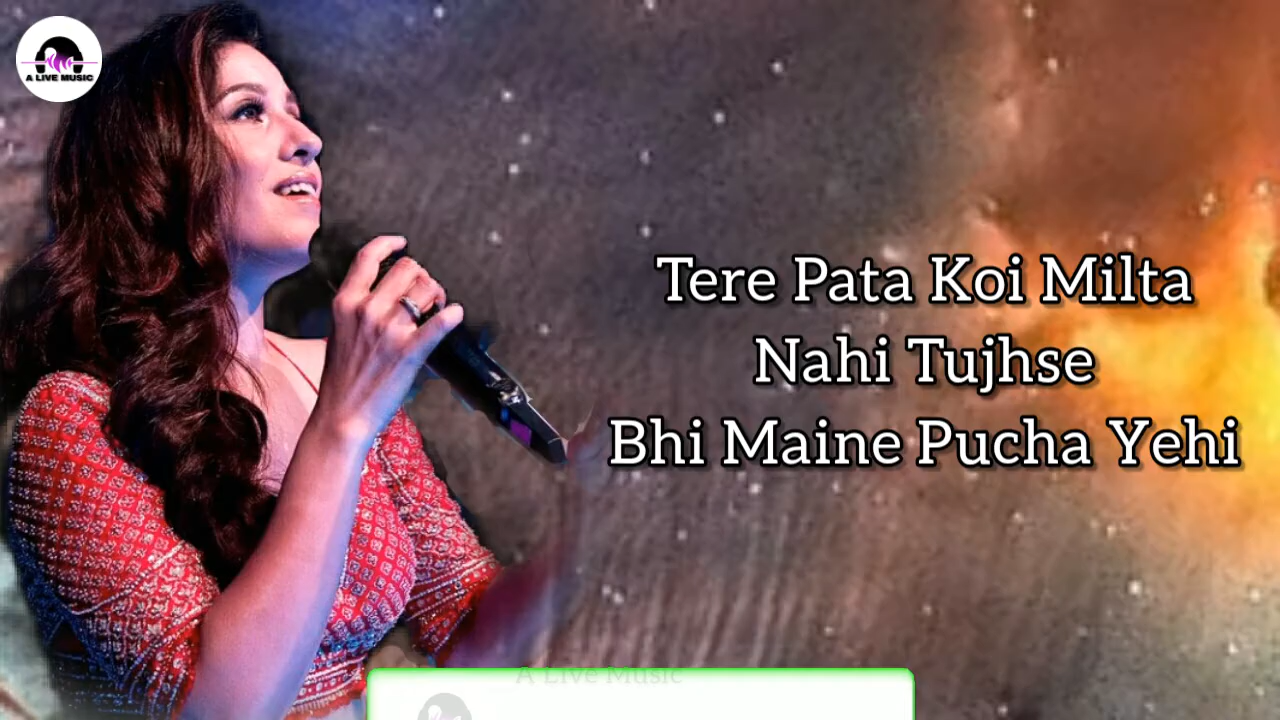 A LIVE MUSIC
Tere Pata Koi Milta
Nahi Tujhse
Bhi Maine Pucha Yehi
A Live Music